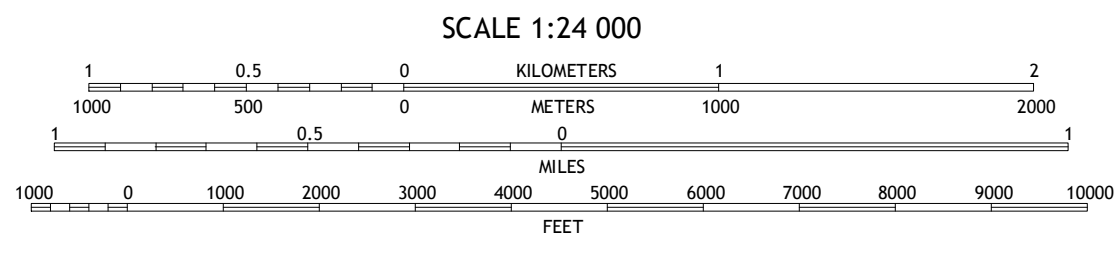 SCALE 1:24 000
1 0.5 0 KILOMETERS 1 2
1000 500 0 METERS 1000 2000
1 0.5 0 1
MILES
1000 0 1000 2000 3000 4000 5000 6000 7000 8000 9000 10000
FEET